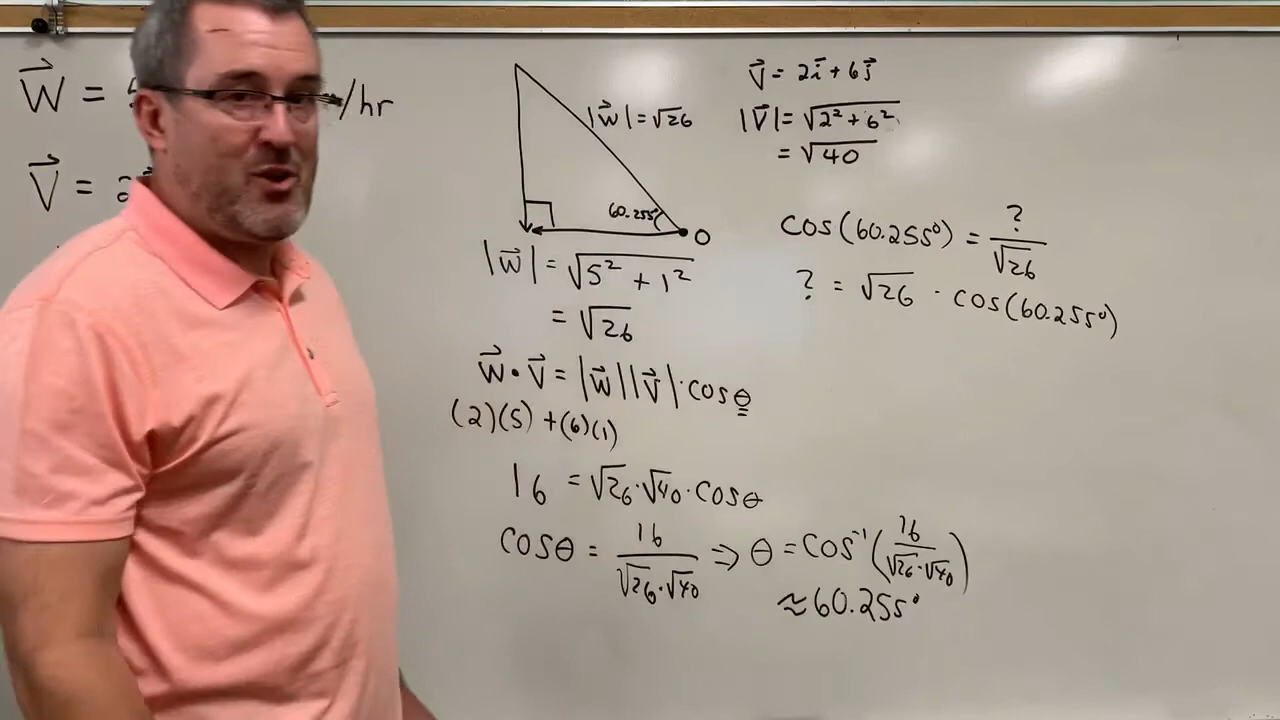 W⃗ = /hr
V⃗ = 2
|w⃗| = √26
60.255°
O
|w⃗| = √5² + 1²
= √26
w⃗ · v⃗ = |w⃗||v⃗| · cos θ
(2)(5) + (6)(1)
16 = √26 · √40 · cos θ
cos θ = 16 / √26 · √40 ⇒ θ = cos⁻¹(16 / √26 · √40)
≈ 60.255°
v⃗ = 2i⃗ + 6j⃗
|v⃗| = √2² + 6²
= √40
cos(60.255°) = ? / √26
? = √26 · cos(60.255°)